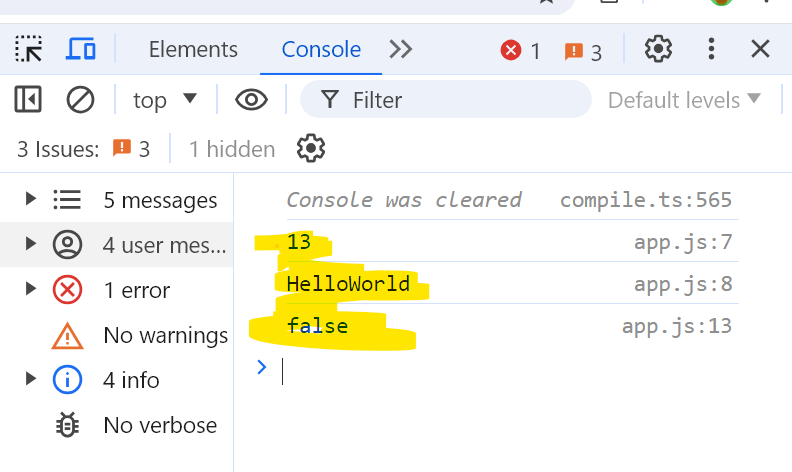 Elements Console 1 3
top Filter Default levels
3 Issues: 3 1 hidden
5 messages
4 user mes...
1 error
No warnings
4 info
No verbose
Console was cleared compile.ts:565
13 app.js:7
HelloWorld app.js:8
false app.js:13